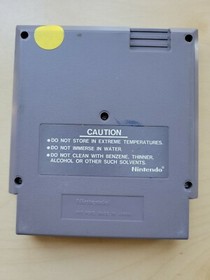 CAUTION
●DO NOT STORE IN EXTREME TEMPERATURES.
●DO NOT IMMERSE IN WATER.
●DO NOT CLEAN WITH BENZENE, THINNER,
ALCOHOL OR OTHER SUCH SOLVENTS.
Nintendo®